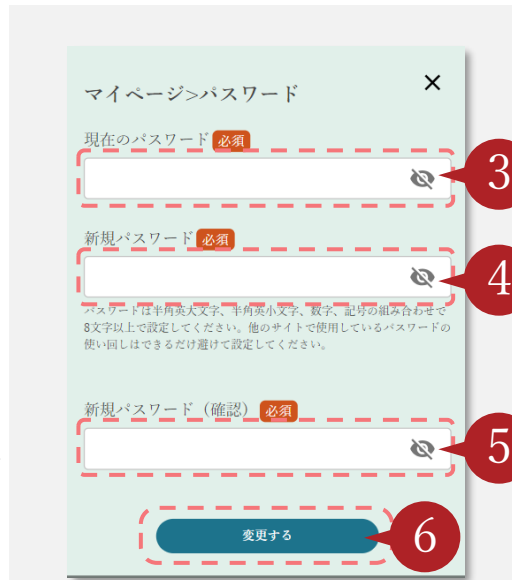 マイページ>パスワード ×
現在のパスワード 必須
3
新規パスワード 必須
4
パスワードは半角英大文字、半角英小文字、数字、記号の組み合わせで
8文字以上で設定してください。他のサイトで使用しているパスワードの
使い回しはできるだけ避けて設定してください。
新規パスワード（確認） 必須
5
変更する
6